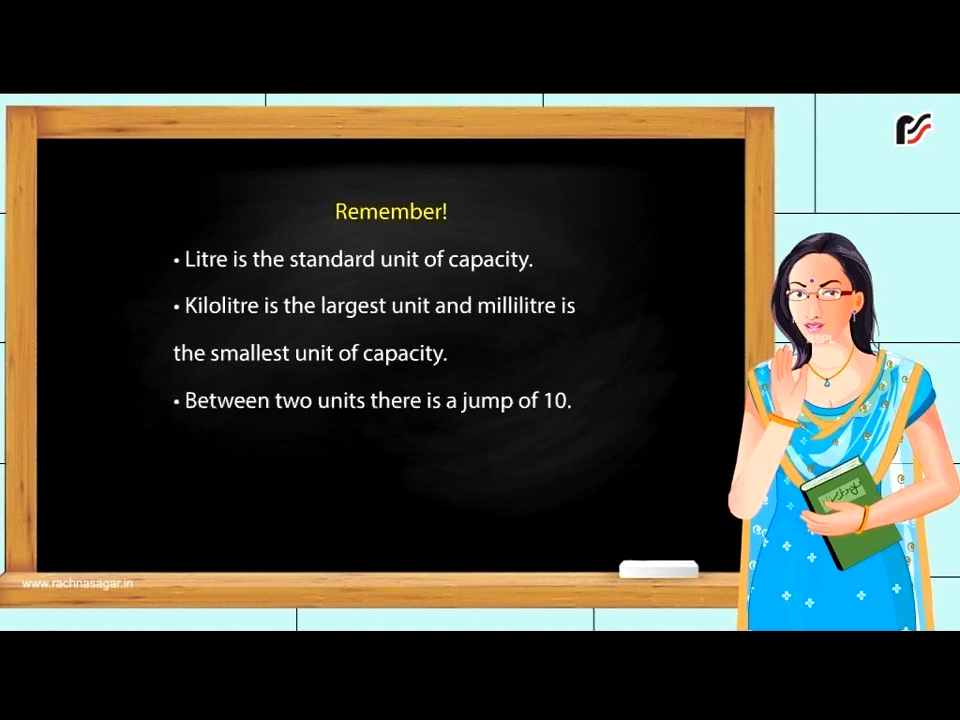 Remember!
• Litre is the standard unit of capacity.
• Kilolitre is the largest unit and millilitre is
the smallest unit of capacity.
• Between two units there is a jump of 10.
www.rachnasagar.in